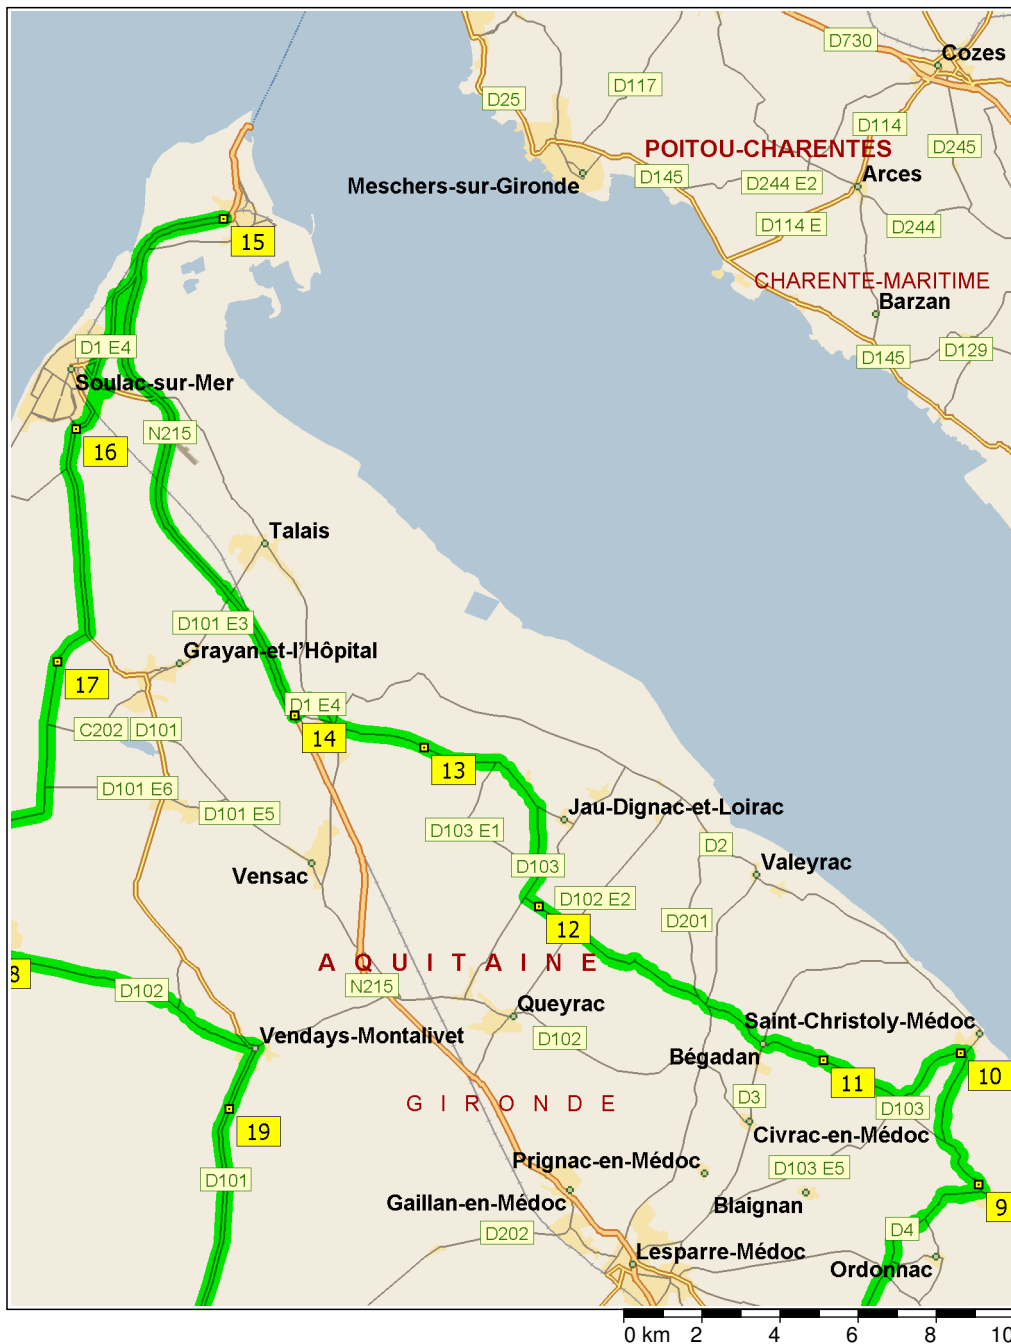 D730
Cozes
D117
D25
D114
POITOU-CHARENTES
D245
Arces
D145
D244 E2
Meschers-sur-Gironde
D114 E
D244
15
CHARENTE-MARITIME
Barzan
D1 E4
D145
D129
Soulac-sur-Mer
N215
16
Talais
D101 E3
Grayan-et-l'Hôpital
17
D1 E4
C202
D101
14
13
D101 E6
Jau-Dignac-et-Loirac
D101 E5
D103 E1
D2
D103
Valeyrac
Vensac
D102 E2
12
D201
AQUITAINE
8
D102
N215
Queyrac
Saint-Christoly-Médoc
Vendays-Montalivet
D102
Bégadan
10
11
D3
GIRONDE
D103
19
Civrac-en-Médoc
Prignac-en-Médoc
D103 E5
D101
Gaillan-en-Médoc
Blaignan
9
D202
D4
Lesparre-Médoc
Ordonnac
0 km 2 4 6 8 10